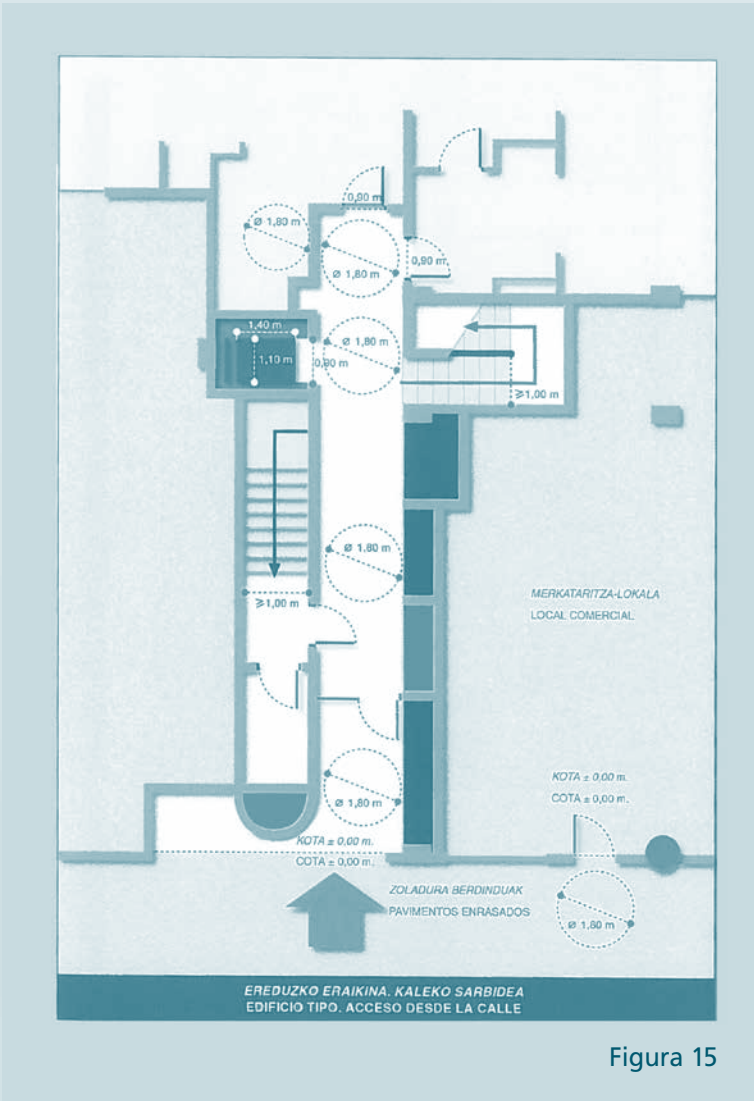 0,90 m
Ø 1,80 m
0,90 m.
Ø 1,80 m
1,40 m
Ø 1,80 m
1,10 m
0,90 m
≥1,00 m
Ø 1,80 m
MERKATARITZA-LOKALA
LOCAL COMERCIAL
≥1,00 m
KOTA ± 0,00 m.
COTA ± 0,00 m.
Ø 1,80 m
KOTA ± 0,00 m.
COTA ± 0,00 m.
ZOLADURA BERDINDUAK
PAVIMENTOS ENRASADOS
Ø 1,80 m
EREDUZKO ERAIKINA. KALEKO SARBIDEA
EDIFICIO TIPO. ACCESO DESDE LA CALLE
Figura 15